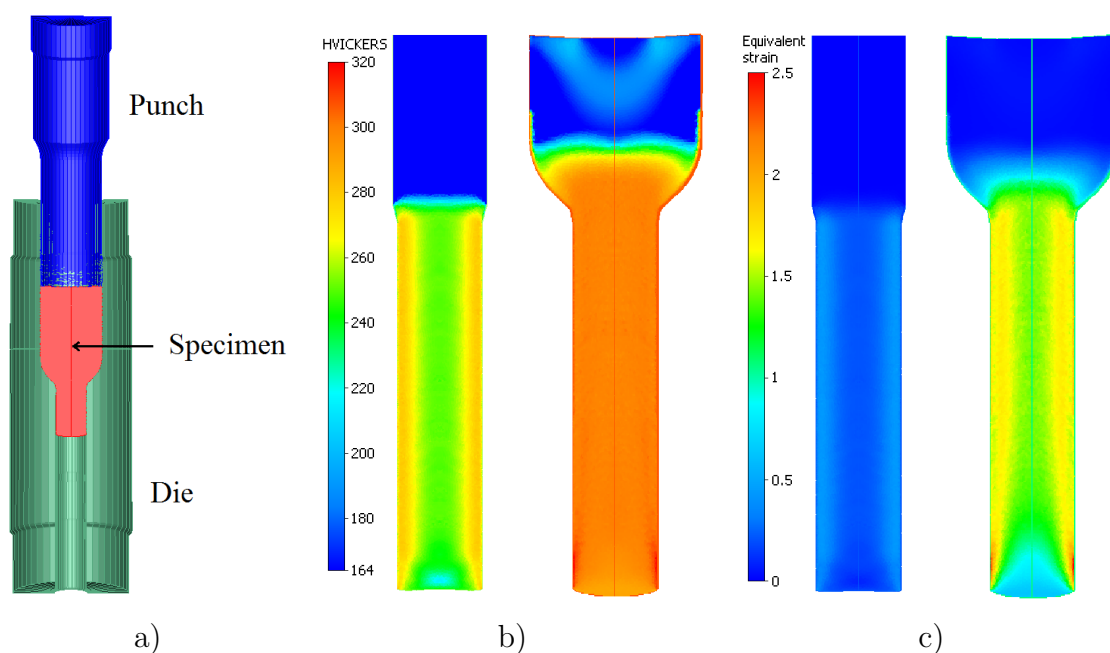 Punch
Specimen
Die
a)
HVICKERS
320
300
280
260
240
220
200
180
164
b)
Equivalent
strain
2.5
2
1.5
1
0.5
0
c)